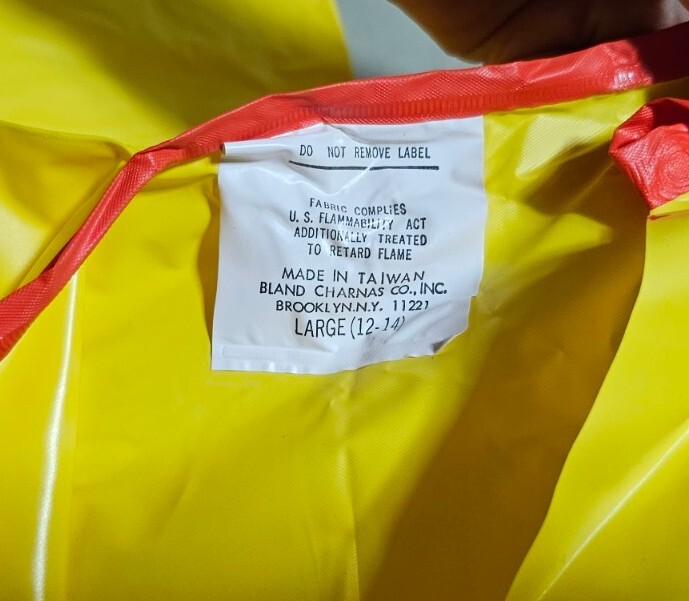 DO NOT REMOVE LABEL
FABRIC COMPLIES
U. S. FLAMMABILITY ACT
ADDITIONALLY TREATED
TO RETARD FLAME
MADE IN TAIWAN
BLAND CHARNAS CO., INC.
BROOKLYN.N.Y. 11221
LARGE (12-14)